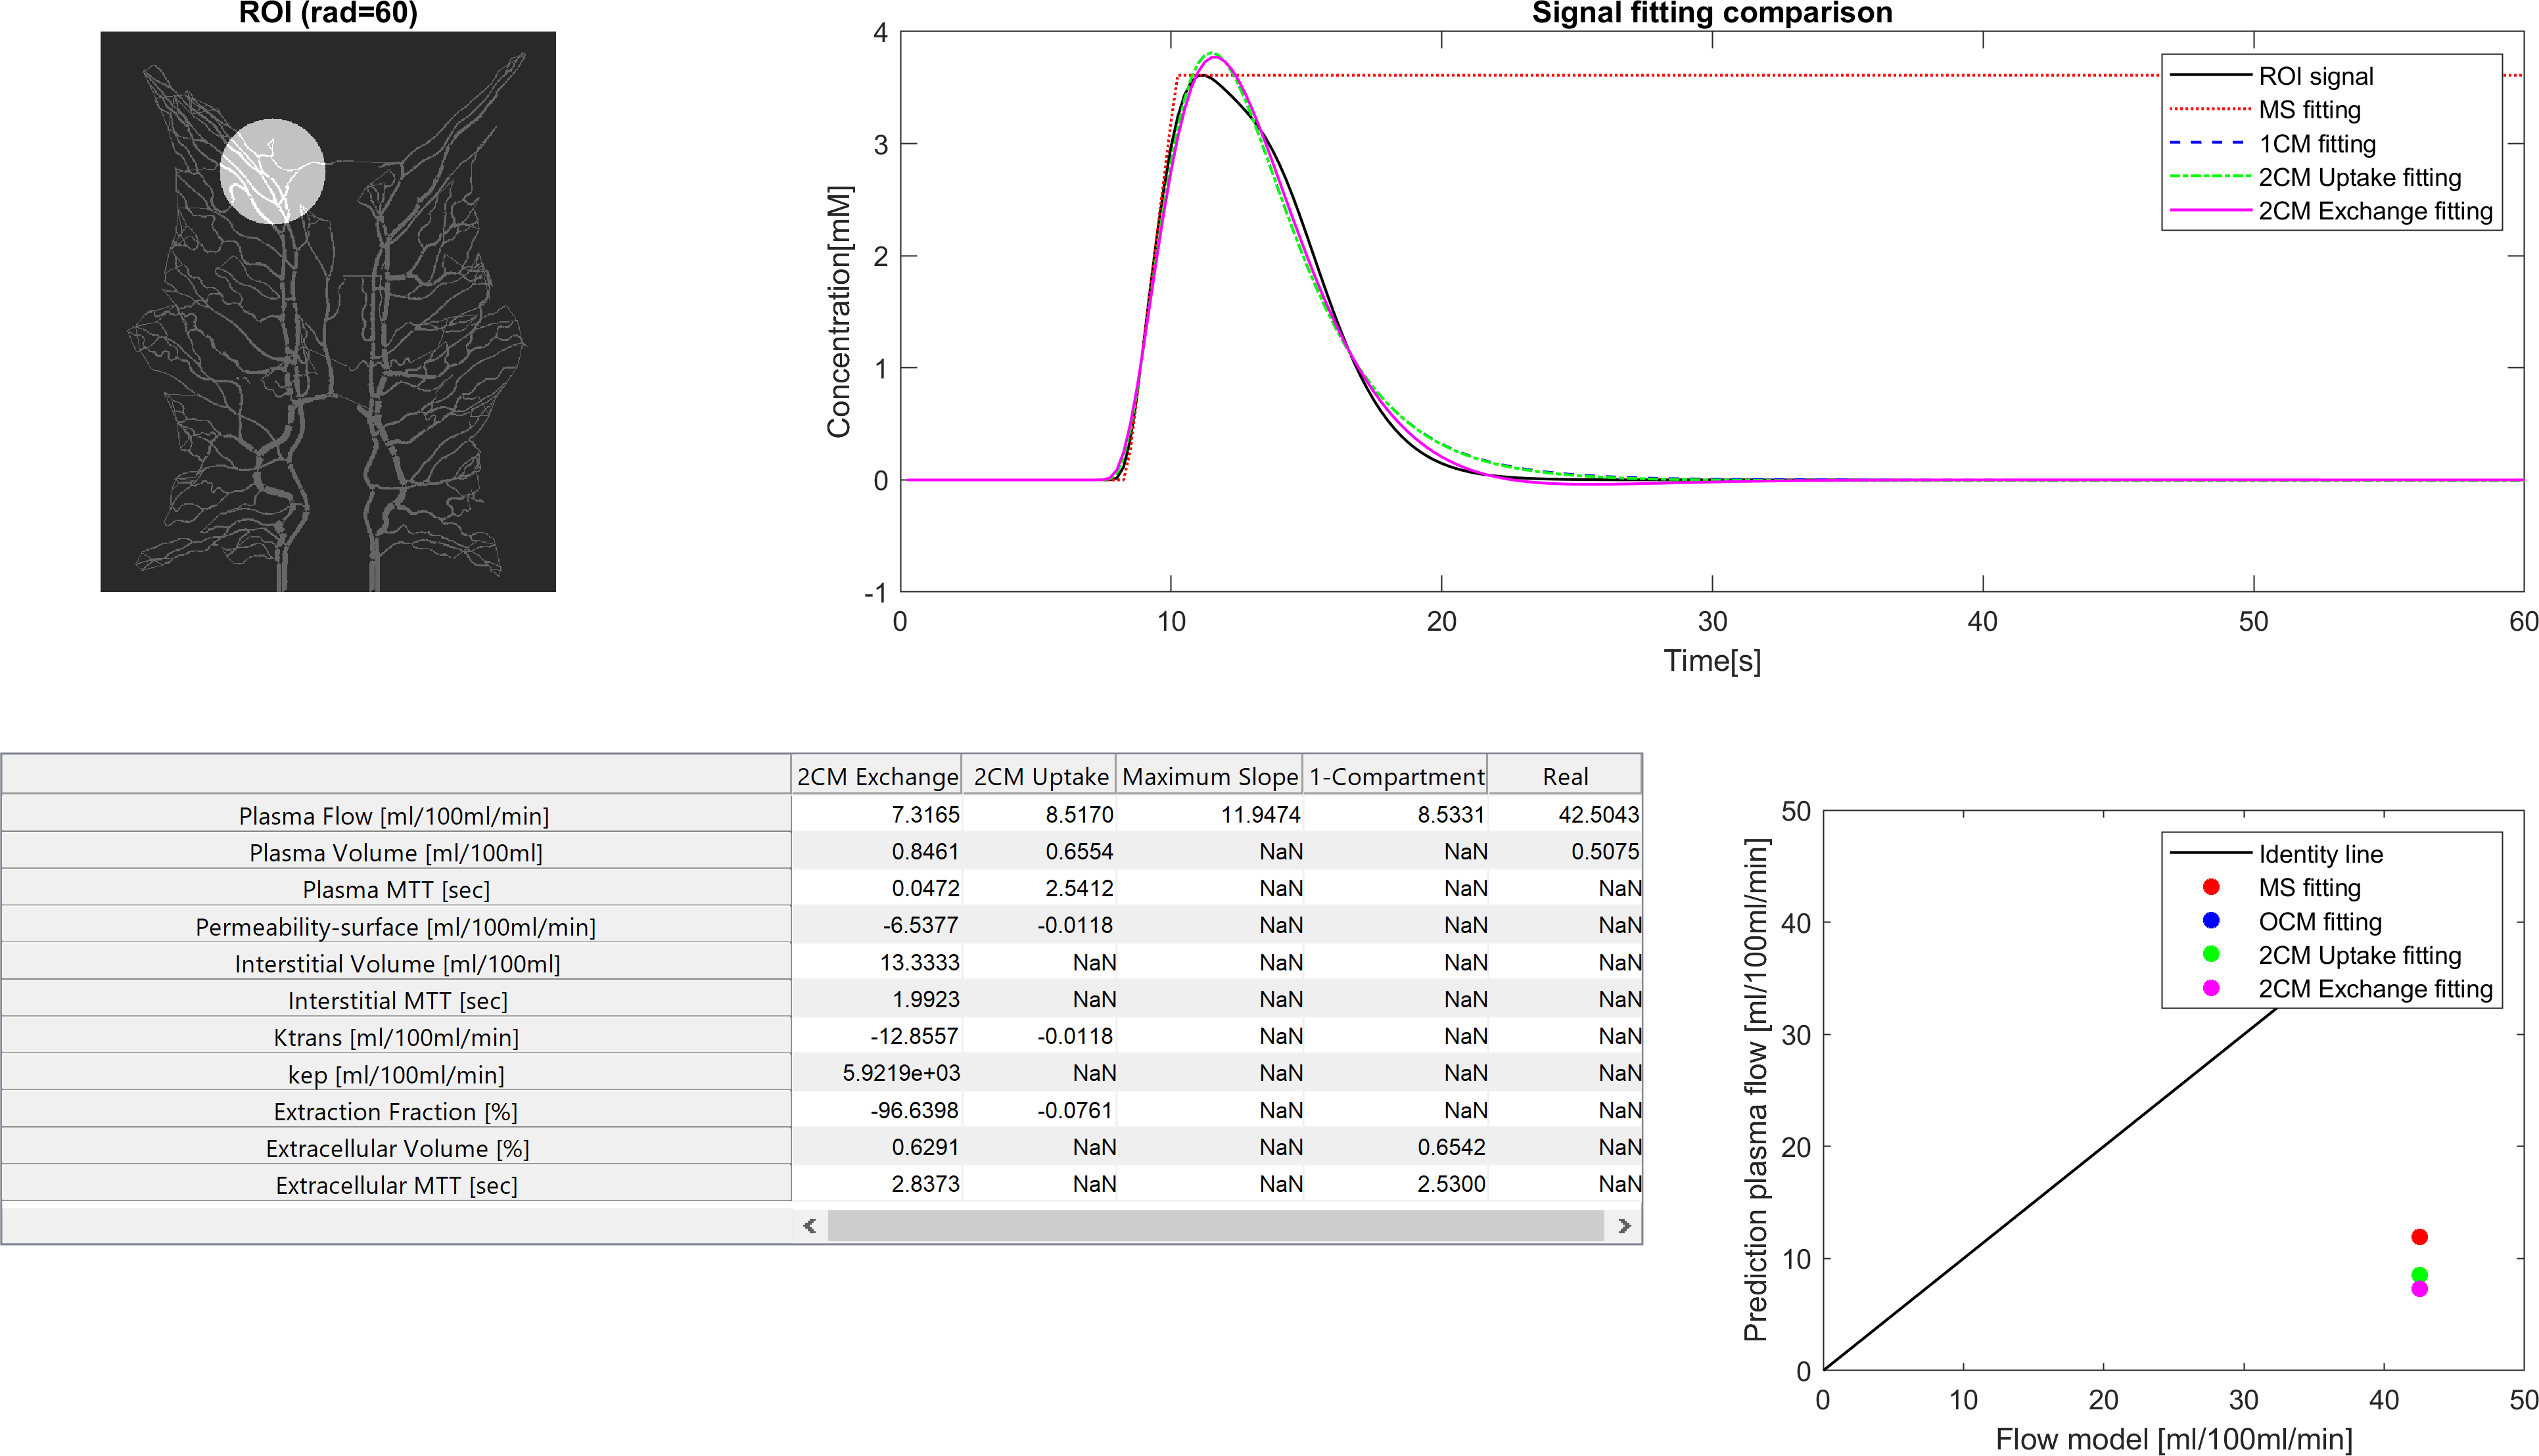 ROI (rad=60)
Signal fitting comparison
4
3
2
1
0
-1
Concentration[mM]
ROI signal
MS fitting
1CM fitting
2CM Uptake fitting
2CM Exchange fitting
0 10 20 30 40 50 60
Time[s]
2CM Exchange 2CM Uptake Maximum Slope 1-Compartment Real
Plasma Flow [ml/100ml/min] 7.3165 8.5170 11.9474 8.5331 42.5043
Plasma Volume [ml/100ml] 0.8461 0.6554 NaN NaN 0.5075
Plasma MTT [sec] 0.0472 2.5412 NaN NaN NaN
Permeability-surface [ml/100ml/min] -6.5377 -0.0118 NaN NaN NaN
Interstitial Volume [ml/100ml] 13.3333 NaN NaN NaN NaN
Interstitial MTT [sec] 1.9923 NaN NaN NaN NaN
Ktrans [ml/100ml/min] -12.8557 -0.0118 NaN NaN NaN
kep [ml/100ml/min] 5.9219e+03 NaN NaN NaN NaN
Extraction Fraction [%] -96.6398 -0.0761 NaN NaN NaN
Extracellular Volume [%] 0.6291 NaN NaN 0.6542 NaN
Extracellular MTT [sec] 2.8373 NaN NaN 2.5300 NaN
50
40
30
20
10
0
Prediction plasma flow [ml/100ml/min]
Identity line
MS fitting
OCM fitting
2CM Uptake fitting
2CM Exchange fitting
0 10 20 30 40 50
Flow model [ml/100ml/min]